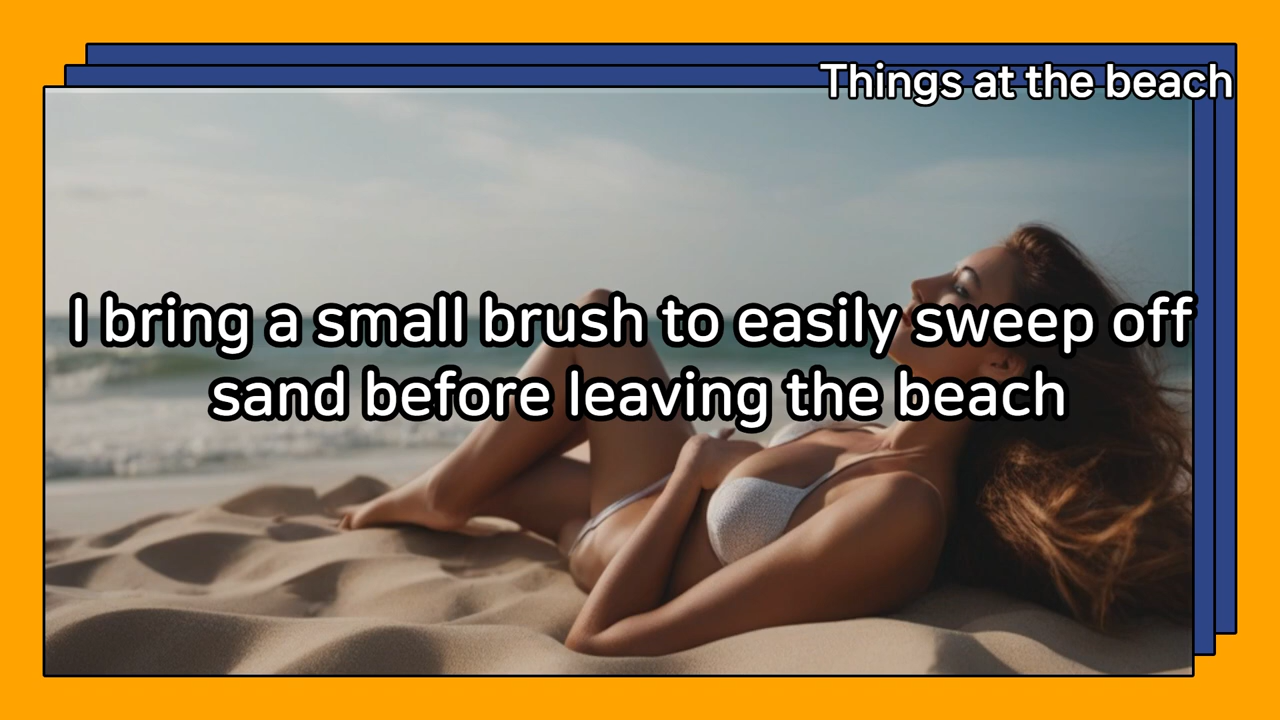 Things at the beach
I bring a small brush to easily sweep off
sand before leaving the beach